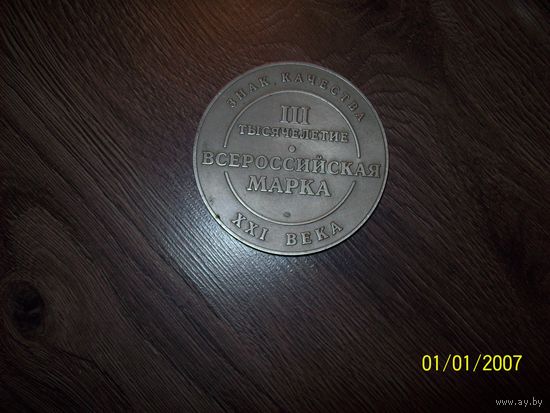 ЗНАК КАЧЕСТВА
III
ТЫСЯЧЕЛЕТИЕ
ВСЕРОССИЙСКАЯ
МАРКА
XXI ВЕКА
01/01/2007
www.ay.by